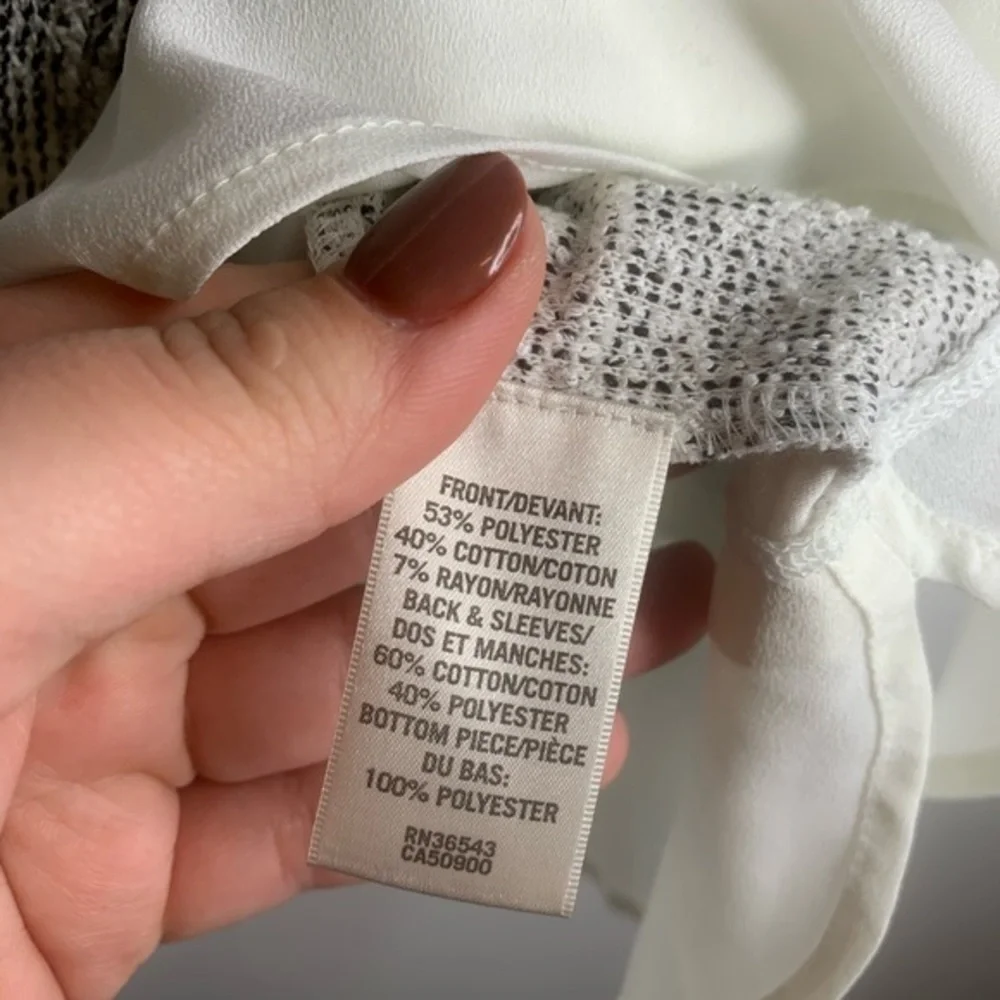 FRONT/DEVANT:
53% POLYESTER
40% COTTON/COTON
7% RAYON/RAYONNE
BACK & SLEEVES/
DOS ET MANCHES:
60% COTTON/COTON
40% POLYESTER
BOTTOM PIECE/PIÈCE
DU BAS:
100% POLYESTER
RN36543
CA50900